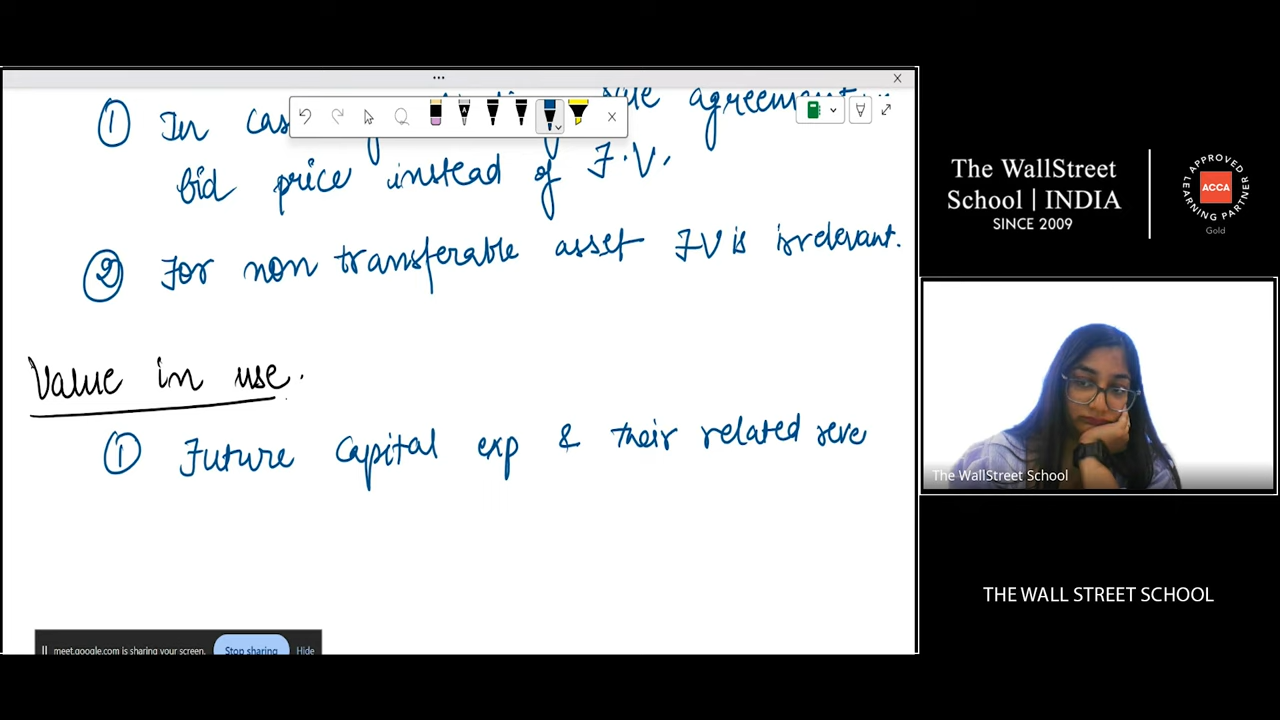 ① In cas sale agreement
bid price instead of F.V.
② For non transferable asset FV is irrelevant.
Value in use.
① Future Capital exp & their related reve
meet.google.com is sharing your screen. Stop sharing Hide
The WallStreet
School | INDIA
SINCE 2009
APPROVED
LEARNING PARTNER
ACCA
Gold
The WallStreet School
THE WALL STREET SCHOOL